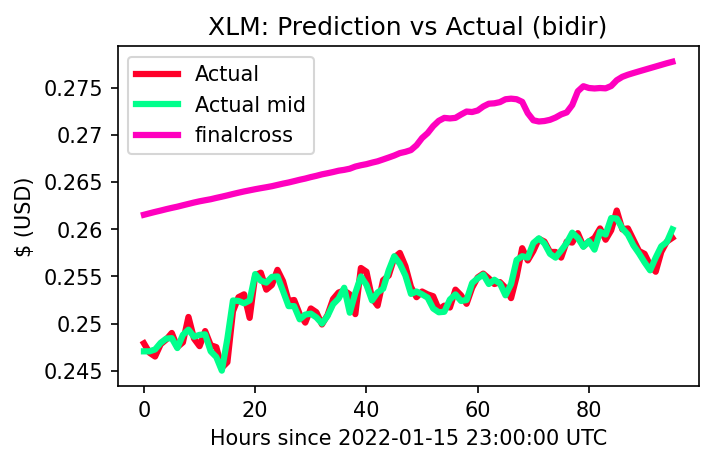 XLM: Prediction vs Actual (bidir)
Actual
Actual mid
finalcross
$ (USD)
0.275
0.27
0.265
0.26
0.255
0.25
0.245
0 20 40 60 80
Hours since 2022-01-15 23:00:00 UTC